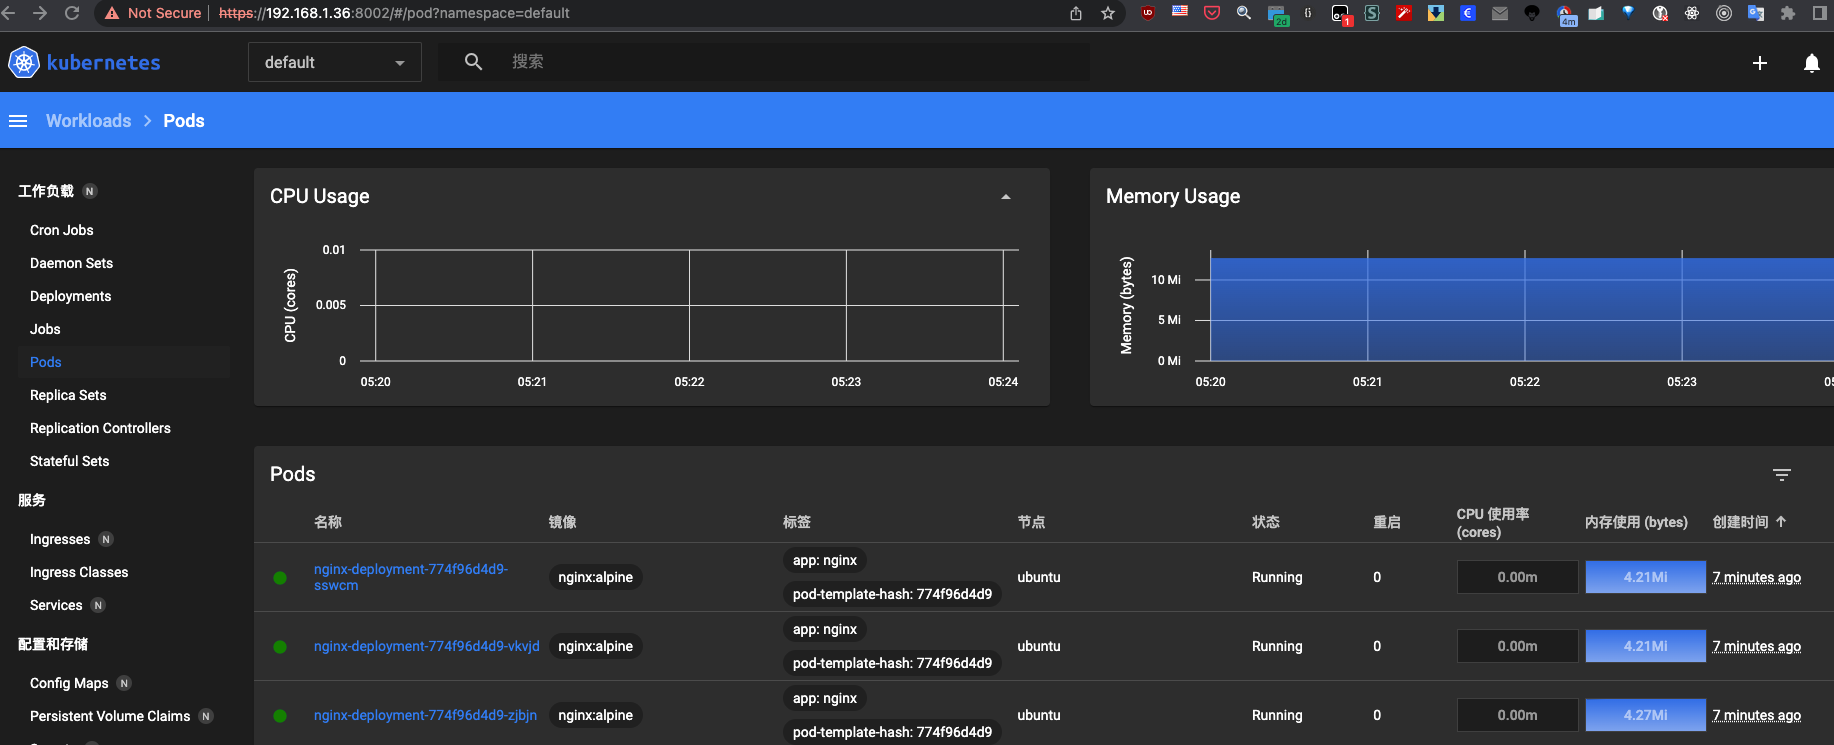 Not Secure
https://192.168.1.36:8002/#/pod?namespace=default
2d
1
4m
kubernetes
default
搜索
Workloads > Pods
工作负载 N
Cron Jobs
Daemon Sets
Deployments
Jobs
Pods
Replica Sets
Replication Controllers
Stateful Sets
服务
Ingresses N
Ingress Classes
Services N
配置和存储
Config Maps N
Persistent Volume Claims N
CPU Usage
CPU (cores)
0.01
0.005
0
05:20 05:21 05:22 05:23 05:24
Memory Usage
Memory (bytes)
10 Mi
5 Mi
0 Mi
05:20 05:21 05:22 05:23
Pods
名称 镜像 标签 节点 状态 重启 CPU 使用率 (cores) 内存使用 (bytes) 创建时间
nginx-deployment-774f96d4d9-
sswcm
nginx:alpine
app: nginx
pod-template-hash: 774f96d4d9
ubuntu Running 0 0.00m 4.21Mi 7 minutes ago
nginx-deployment-774f96d4d9-vkvjd nginx:alpine
app: nginx
pod-template-hash: 774f96d4d9
ubuntu Running 0 0.00m 4.21Mi 7 minutes ago
nginx-deployment-774f96d4d9-zjbjn nginx:alpine
app: nginx
pod-template-hash: 774f96d4d9
ubuntu Running 0 0.00m 4.27Mi 7 minutes ago